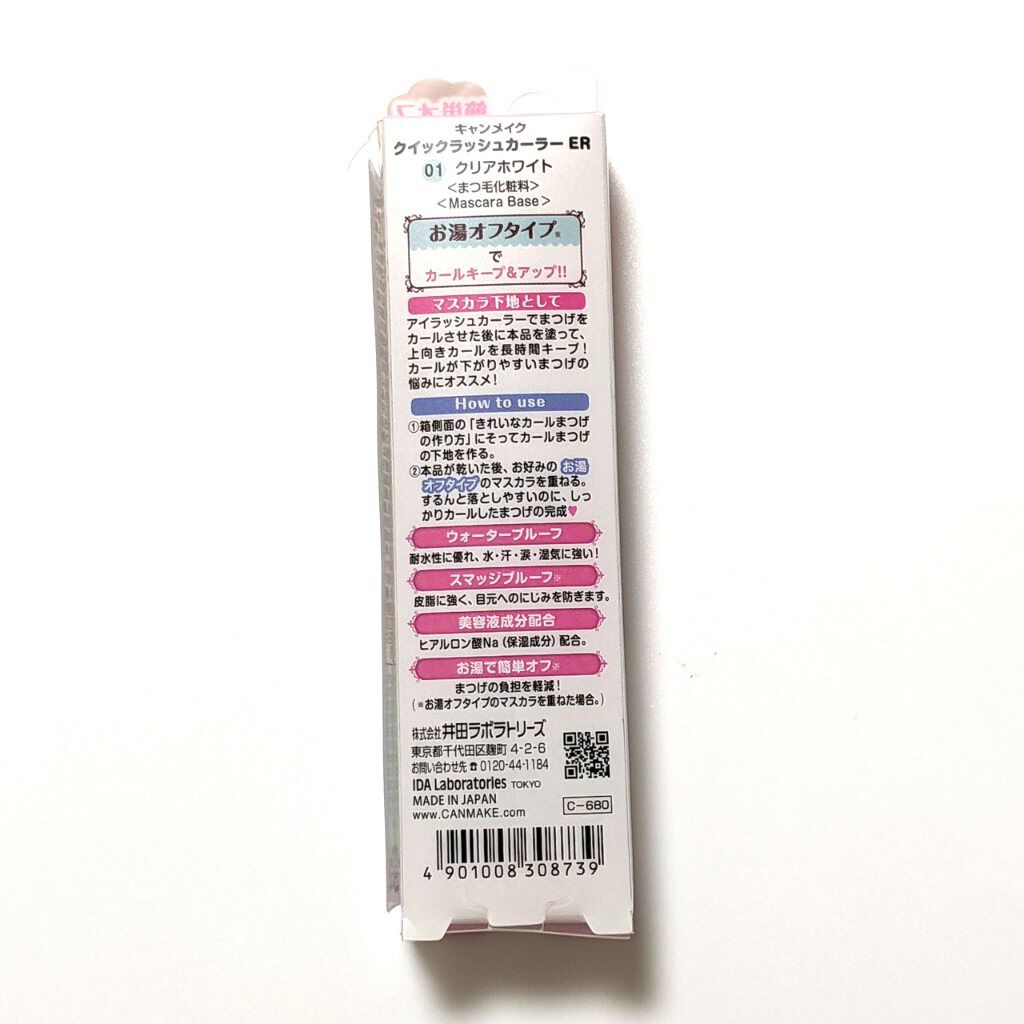 簡単オフ
キャンメイク
クイックラッシュカーラー ER
01 クリアホワイト
<まつ毛化粧料>
<Mascara Base>
お湯オフタイプ※
で
カールキープ&アップ!!
マスカラ下地として
アイラッシュカーラーでまつげを
カールさせた後に本品を塗って、
上向きカールを長時間キープ!
カールが下がりやすいまつげの
悩みにオススメ!
How to use
①箱側面の「きれいなカールまつげ
の作り方」にそってカールまつげ
の下地を作る。
②本品が乾いた後、お好みのお湯
オフタイプのマスカラを重ねる。
するんと落としやすいのに、しっ
かりカールしたまつげの完成♥
ウォータープルーフ
耐水性に優れ、水・汗・涙・湿気に強い!
スマッジプルーフ※
皮脂に強く、目元へのにじみを防ぎます。
美容液成分配合
ヒアルロン酸Na(保湿成分)配合。
お湯で簡単オフ※
まつげの負担を軽減!
(※お湯オフタイプのマスカラを重ねた場合。)
株式会社 井田ラボラトリーズ
東京都千代田区麹町 4-2-6
お問い合わせ先 ☎ 0120-44-1184
IDA Laboratories TOKYO
MADE IN JAPAN
www.CANMAKE.com
C-680
4 901008 308739